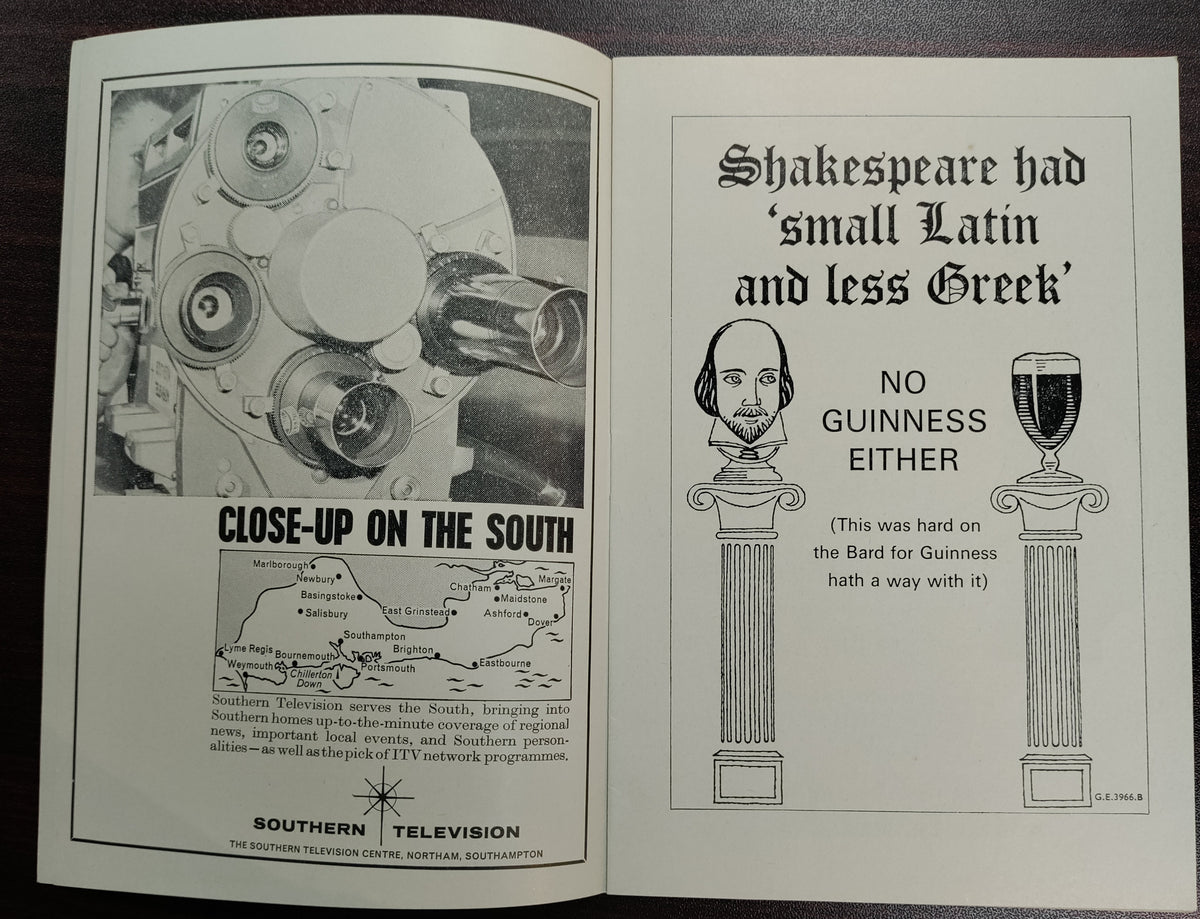 CLOSE-UP ON THE SOUTH
Marlborough
Newbury
Basingstoke
Salisbury
East Grinstead
Chatham
Margate
Maidstone
Ashford
Dover
Southampton
Lyme Regis
Bournemouth
Brighton
Weymouth
Chillerton
Down
Portsmouth
Eastbourne
Southern Television serves the South, bringing into
Southern homes up-to-the-minute coverage of regional
news, important local events, and Southern person-
alities—as well as the pick of ITV network programmes.
SOUTHERN TELEVISION
THE SOUTHERN TELEVISION CENTRE, NORTHAM, SOUTHAMPTON
Shakespeare had
‘small Latin
and less Greek’
NO
GUINNESS
EITHER
(This was hard on
the Bard for Guinness
hath a way with it)
G.E.3966.B